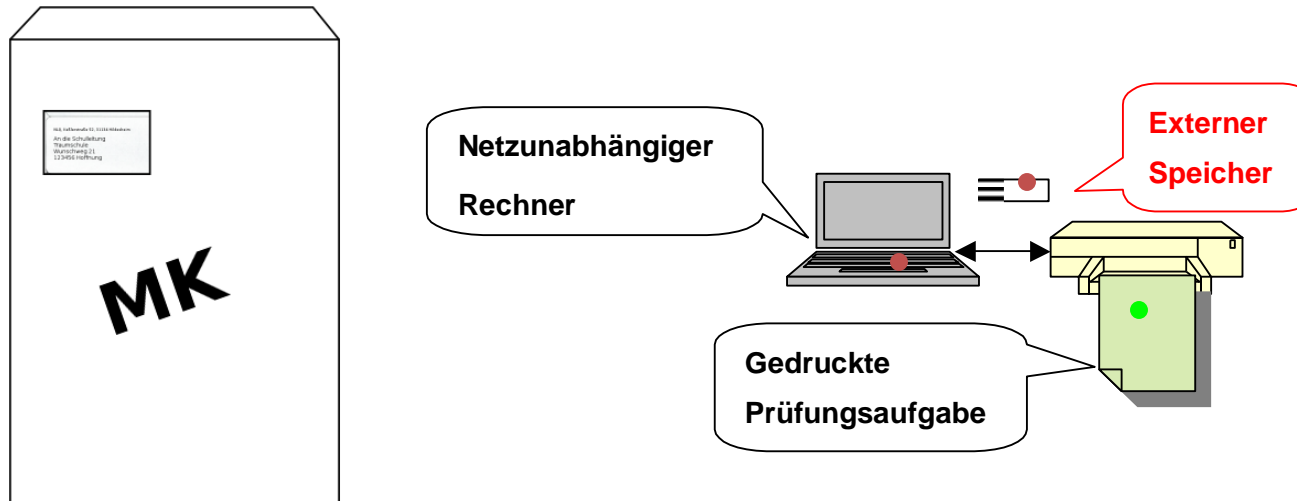 An die Schulleitung
Traumschule
Wunschweg 21
123456 Hoffnung
MK
Netzunabhängiger
Rechner
Externer
Speicher
Gedruckte
Prüfungsaufgabe